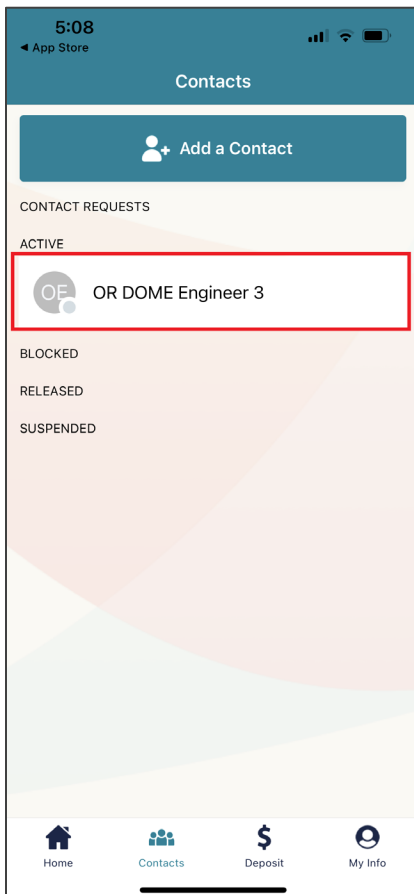 5:08
◀ App Store
Contacts
Add a Contact
CONTACT REQUESTS
ACTIVE
OE
OR DOME Engineer 3
BLOCKED
RELEASED
SUSPENDED
Home Contacts Deposit My Info